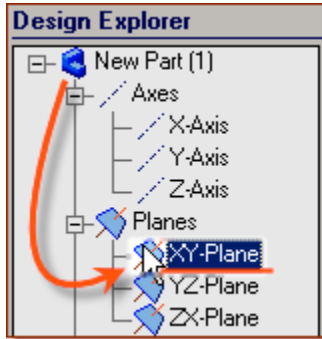 Design Explorer
New Part (1)
Axes
X-Axis
Y-Axis
Z-Axis
Planes
XY-Plane
YZ-Plane
ZX-Plane